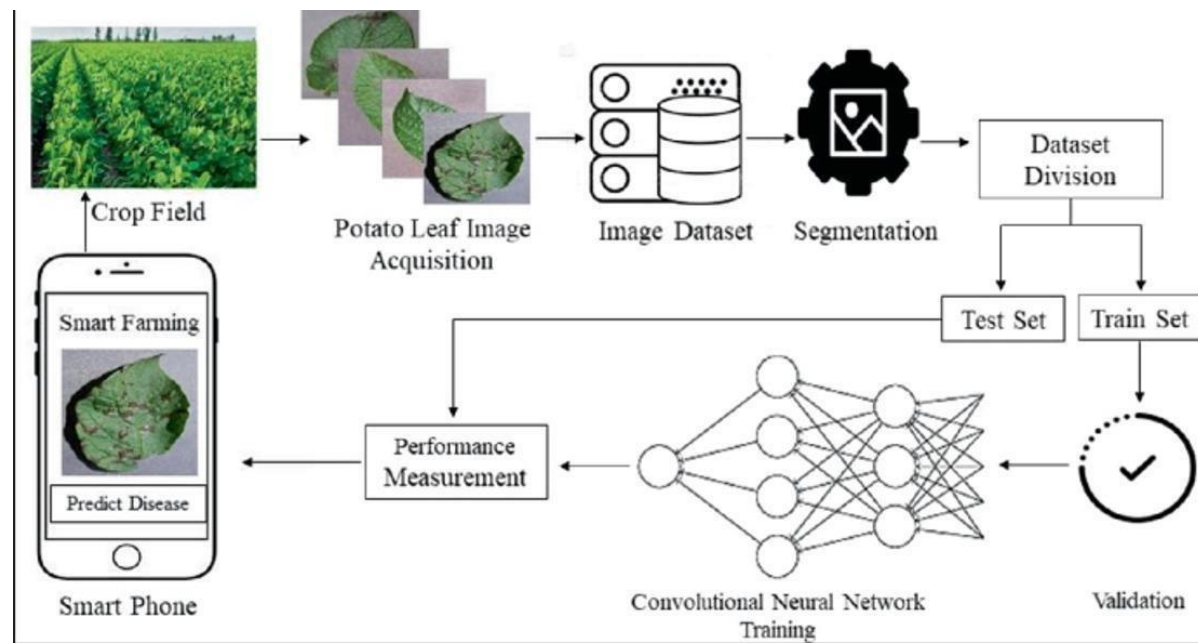 Crop Field
Potato Leaf Image
Acquisition
Image Dataset
Segmentation
Dataset
Division
Test Set
Train Set
Smart Farming
Predict Disease
Smart Phone
Performance
Measurement
Convolutional Neural Network
Training
Validation